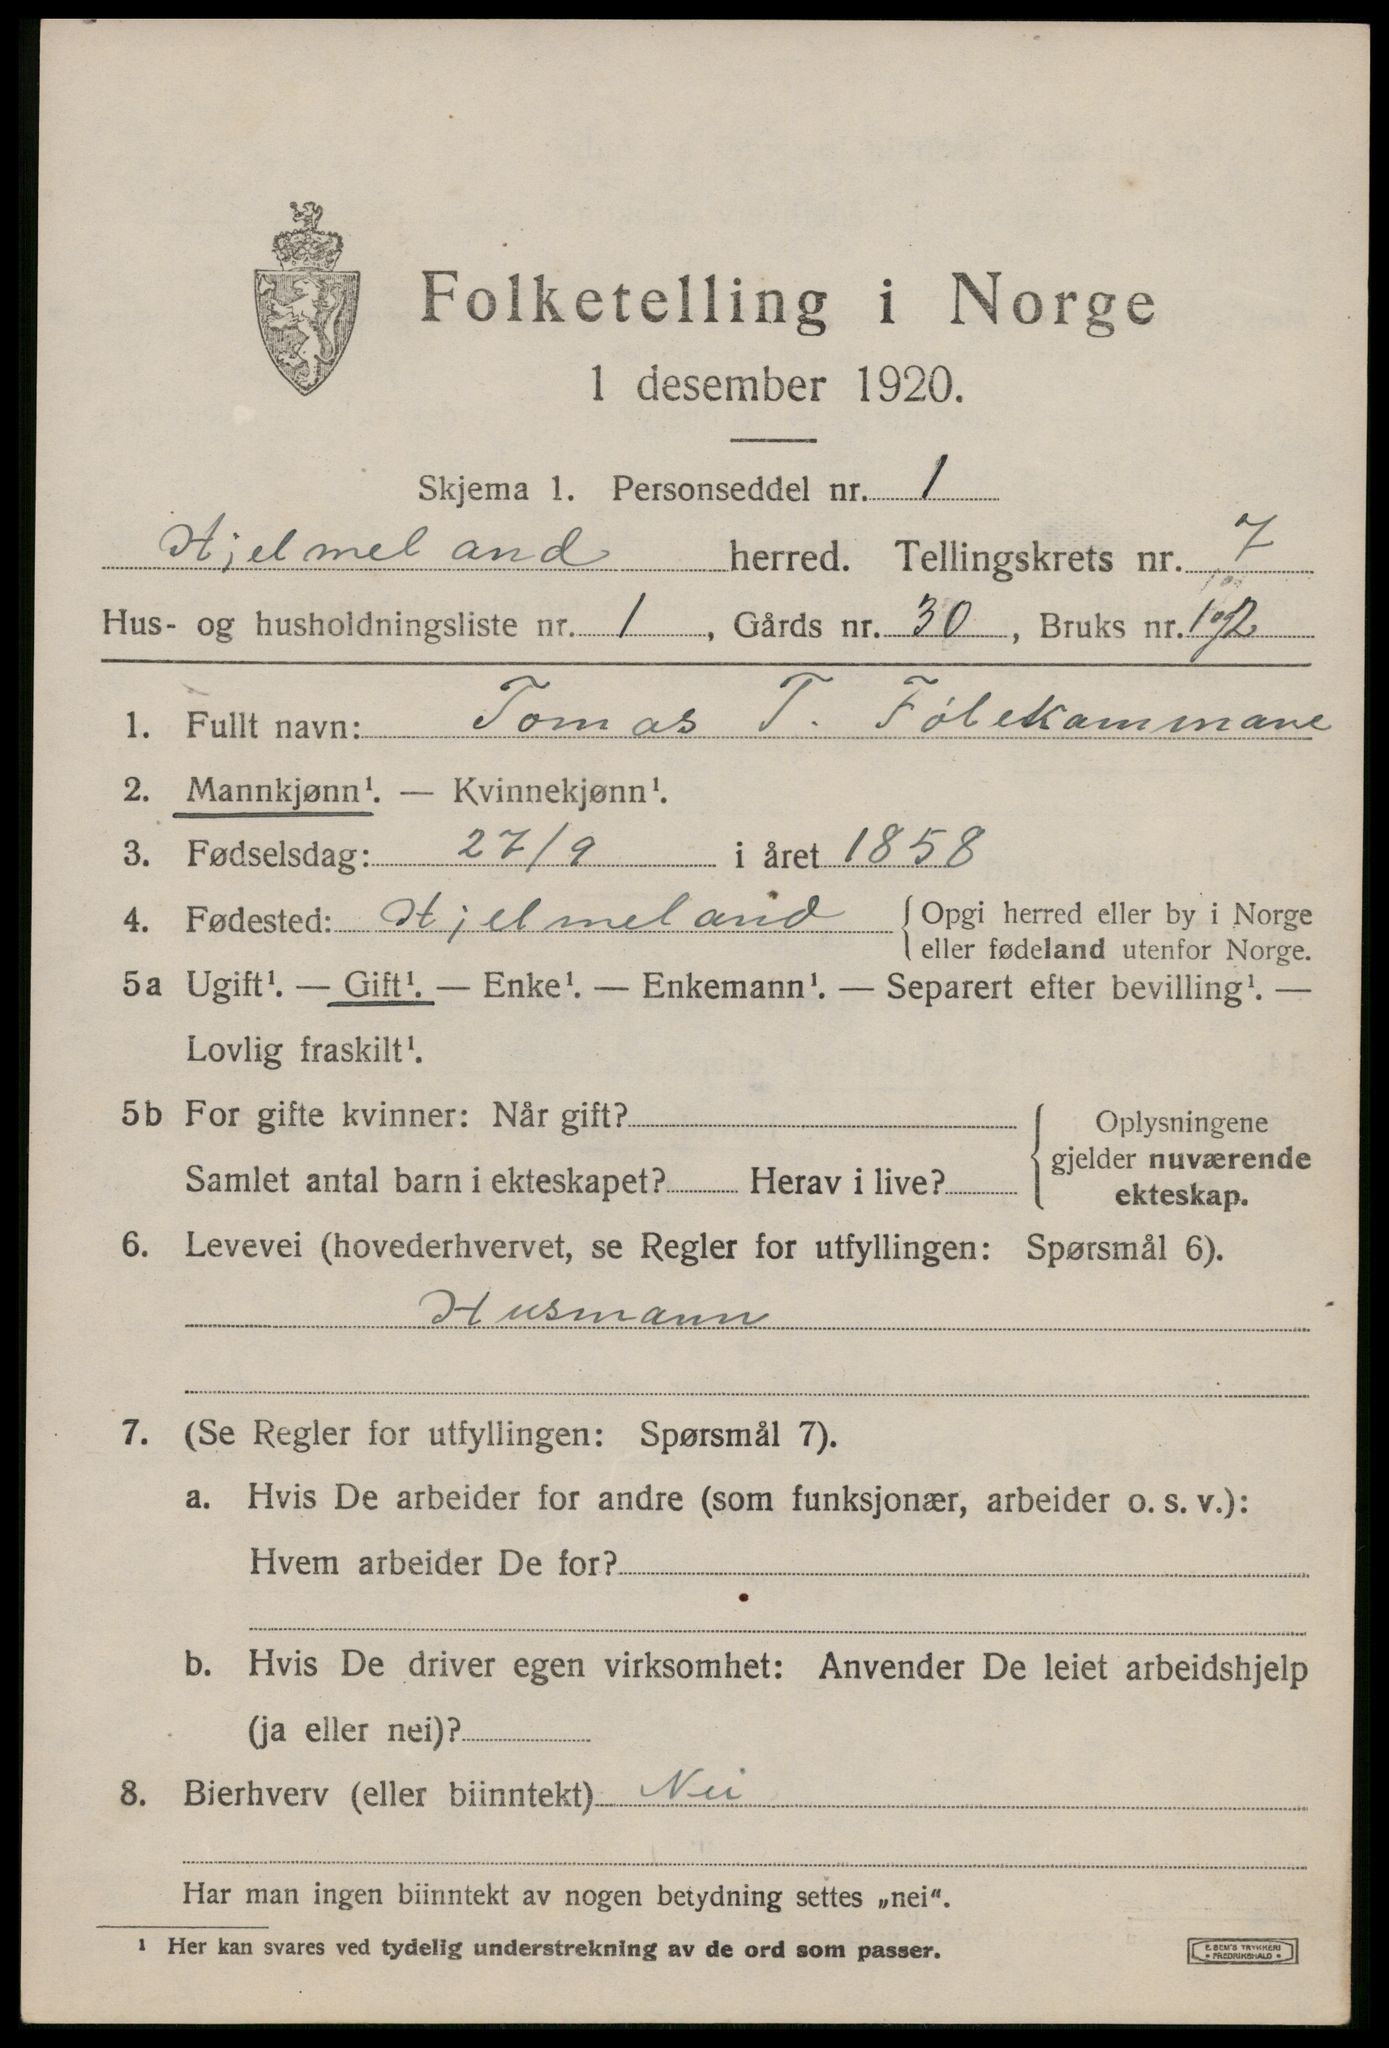 Folketelling i Norge
1 desember 1920.
Skjema 1. Personseddel nr. 1
Hjelmeland herred. Tellingskrets nr. 7
Hus- og husholdningsliste nr. 1, Gårds nr. 30, Bruks nr. 1 og 2
1. Fullt navn: Tomas T. Følekammane
2. Mannkjønn¹. — Kvinnekjønn¹.
3. Fødselsdag: 27/9 i året 1858
4. Fødested: Hjelmeland { Opgi herred eller by i Norge
eller fødeland utenfor Norge.
5a Ugift¹. — Gift¹. — Enke¹. — Enkemann¹. — Separert efter bevilling¹. —
Lovlig fraskilt¹.
5b For gifte kvinner: Når gift?
Samlet antal barn i ekteskapet? Herav i live?
Oplysningene
gjelder nuværende
ekteskap.
6. Levevei (hovederhvervet, se Regler for utfyllingen: Spørsmål 6).
Husmann
7. (Se Regler for utfyllingen: Spørsmål 7).
a. Hvis De arbeider for andre (som funksjonær, arbeider o. s. v.):
Hvem arbeider De for?
b. Hvis De driver egen virksomhet: Anvender De leiet arbeidshjelp
(ja eller nei)?
8. Bierhverv (eller biinntekt) Nei
Har man ingen biinntekt av nogen betydning settes „nei“.
¹ Her kan svares ved tydelig understrekning av de ord som passer.
E. SEM'S TRYKKERI
• FREDRIKSHALD •